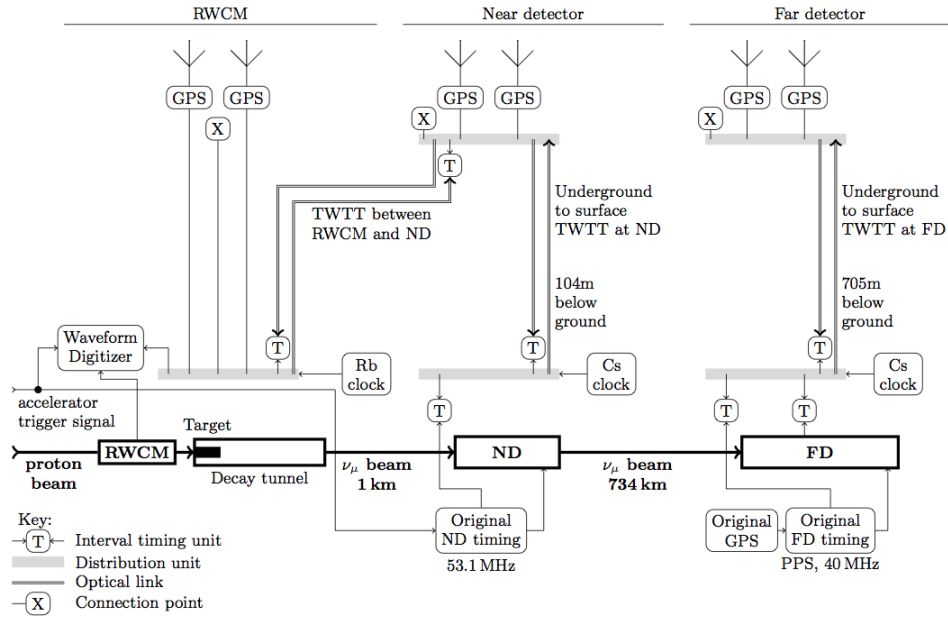 RWCM
Near detector
Far detector
GPS
GPS
X
X
GPS
GPS
X
GPS
GPS
T
TWTT between
RWCM and ND
Underground
to surface
TWTT at ND
Underground
to surface
TWTT at FD
104m
below
ground
705m
below
ground
Waveform
Digitizer
T
T
T
Rb
clock
Cs
clock
Cs
clock
accelerator
trigger signal
T
T
T
Target
RWCM
ND
FD
proton
beam
Decay tunnel
νμ beam
1 km
νμ beam
734 km
Original
ND timing
53.1 MHz
Original
GPS
Original
FD timing
PPS, 40 MHz
Key:
T Interval timing unit
Distribution unit
Optical link
X Connection point